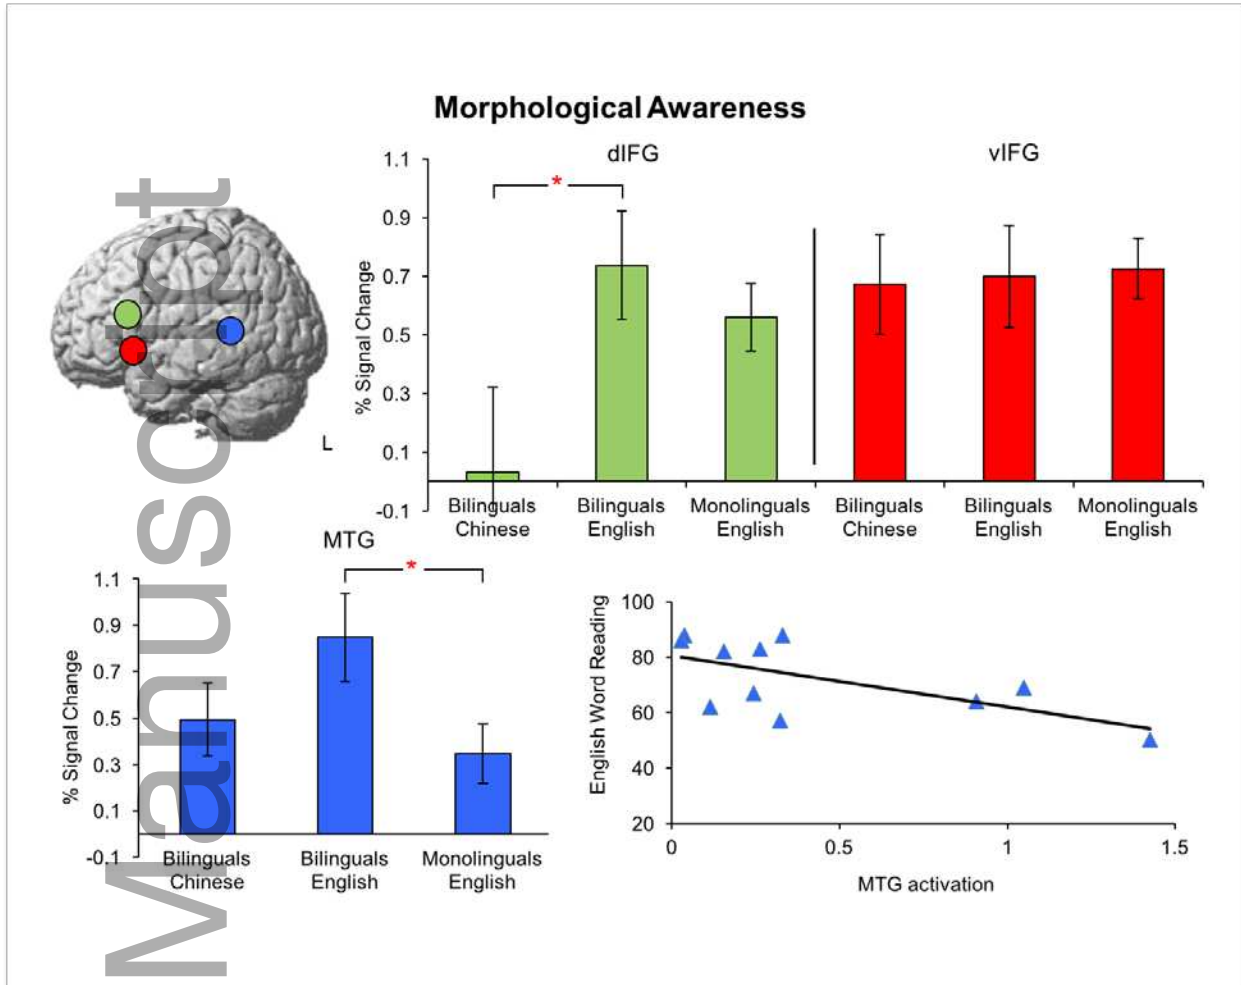 Morphological Awareness
dIFG
vIFG
% Signal Change
1.1
0.9
0.7
0.5
0.3
0.1
-0.1
*
Bilinguals Chinese
Bilinguals English
Monolinguals English
Bilinguals Chinese
Bilinguals English
Monolinguals English
L
MTG
% Signal Change
1.1
0.9
0.7
0.5
0.3
0.1
-0.1
*
Bilinguals Chinese
Bilinguals English
Monolinguals English
English Word Reading
100
80
60
40
20
0
0.5
1
1.5
MTG activation
Manuscript